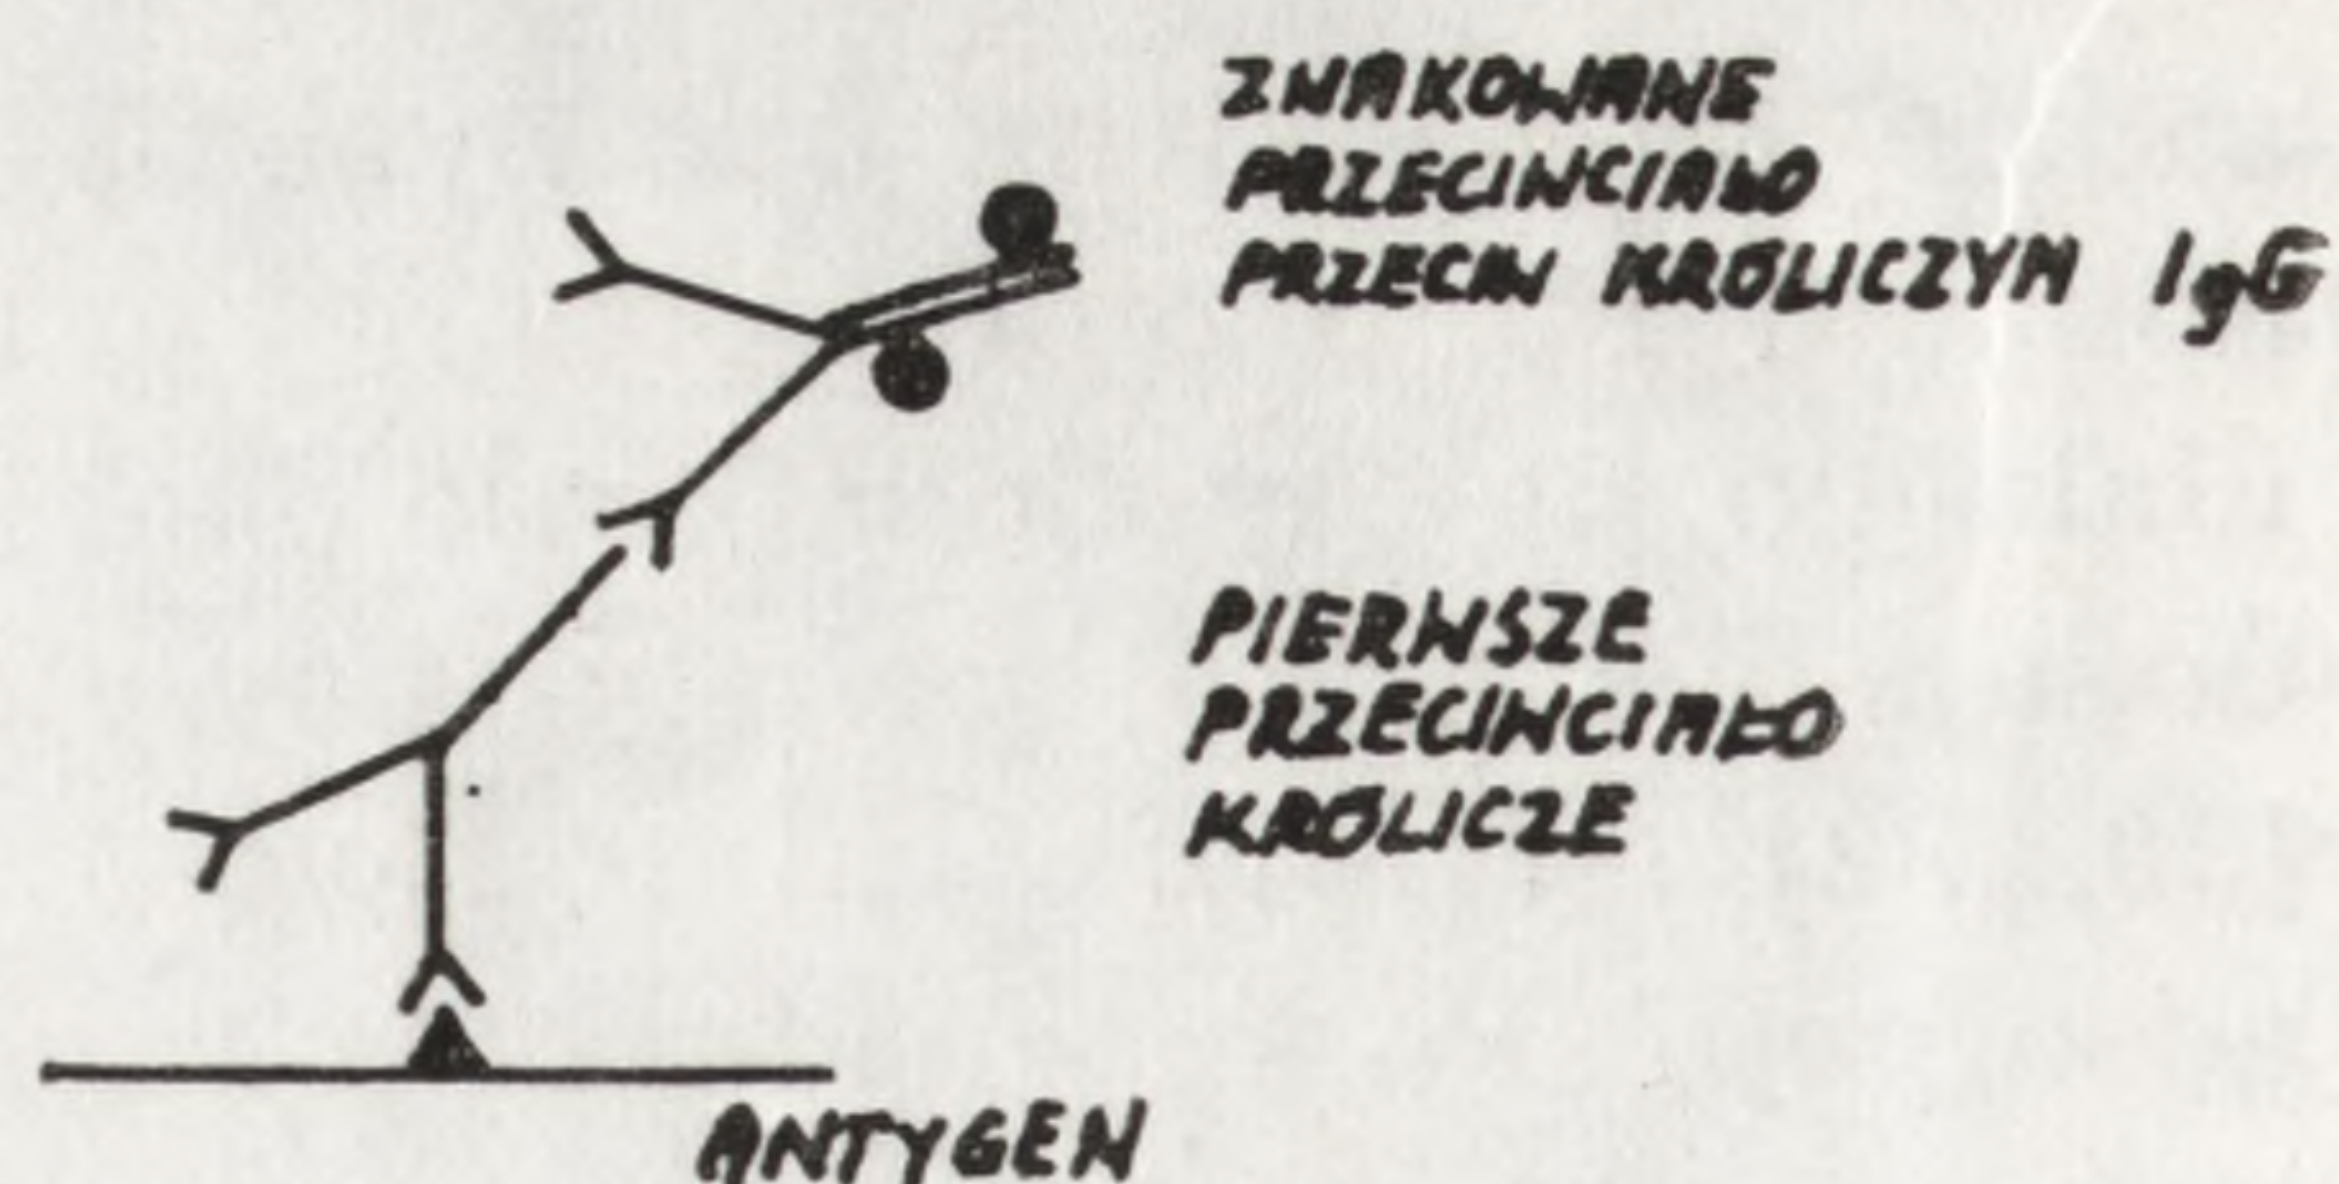 ZNAKOWANE
PRZECIWCIAŁO
PRZECIW KRÓLICZYM IgG
PIERWSZE
PRZECIWCIAŁO
KRÓLICZE
ANTYGEN